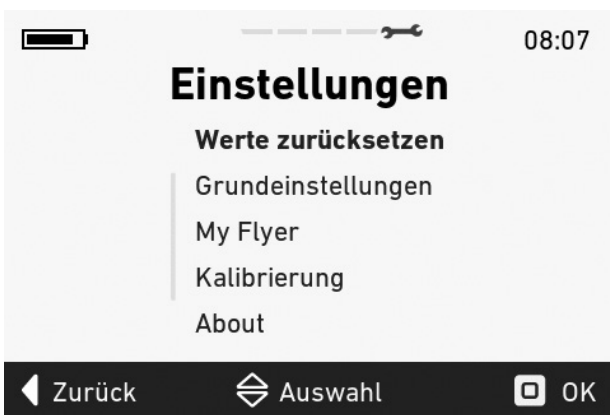 08:07
Einstellungen
Werte zurücksetzen
Grundeinstellungen
My Flyer
Kalibrierung
About
Zurück Auswahl OK